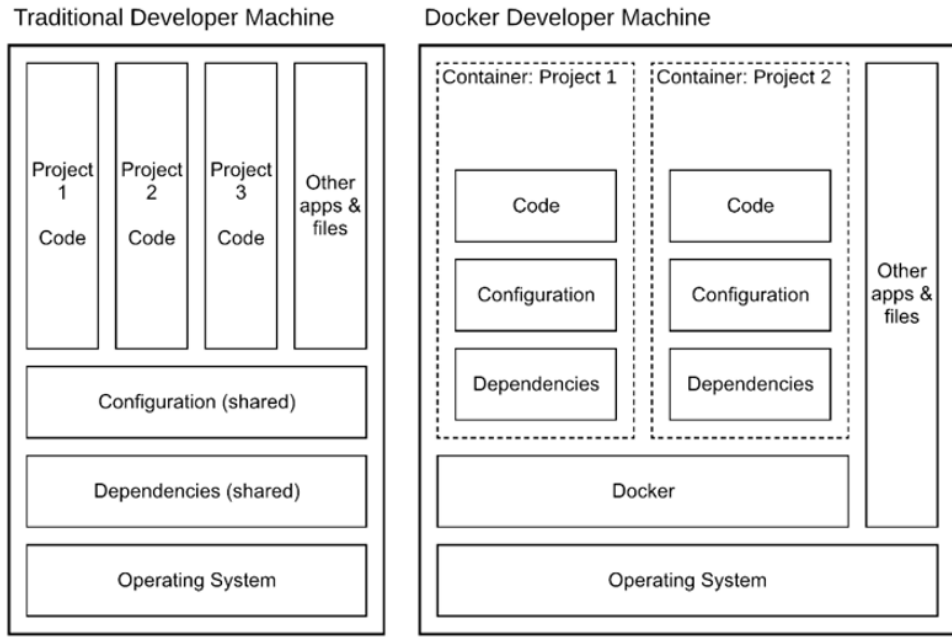 Traditional Developer Machine
Project
1
Code
Project
2
Code
Project
3
Code
Other
apps &
files
Configuration (shared)
Dependencies (shared)
Operating System
Docker Developer Machine
Container: Project 1
Code
Configuration
Dependencies
Container: Project 2
Code
Configuration
Dependencies
Other
apps &
files
Docker
Operating System